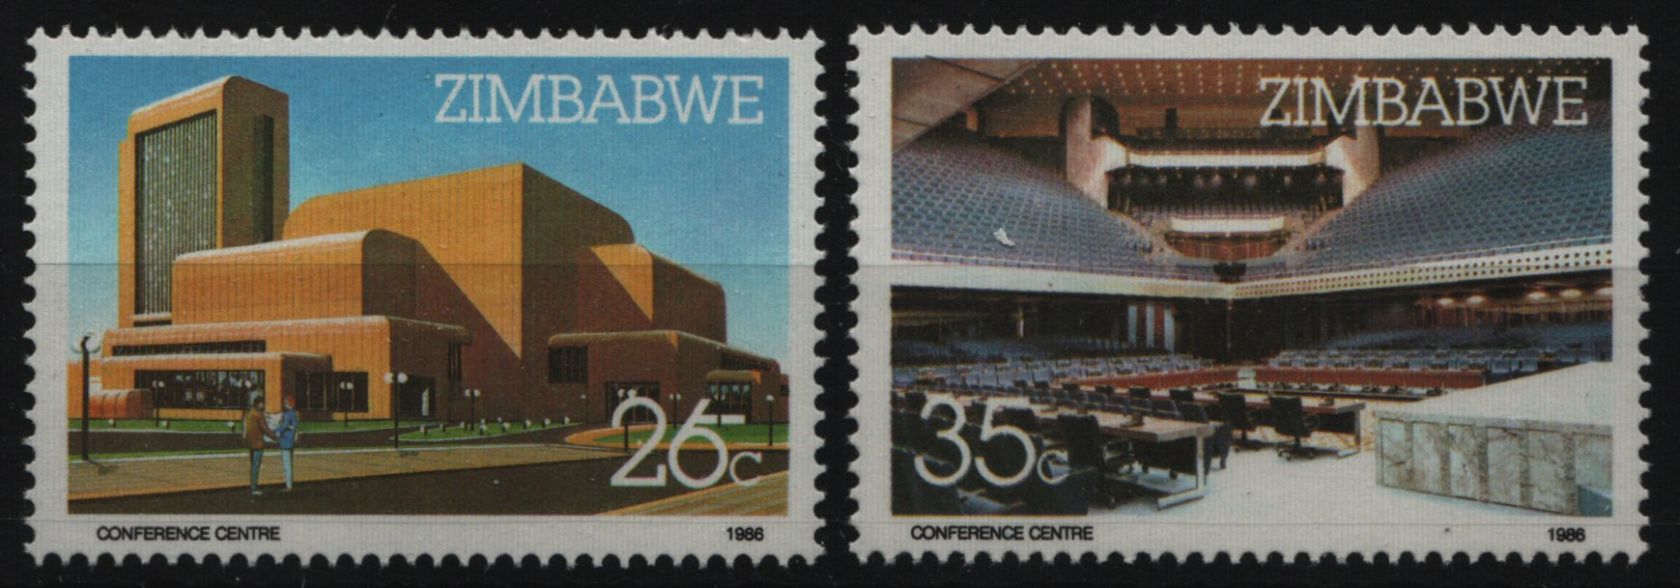 ZIMBABWE
26c
CONFERENCE CENTRE 1986
ZIMBABWE
35c
CONFERENCE CENTRE 1986